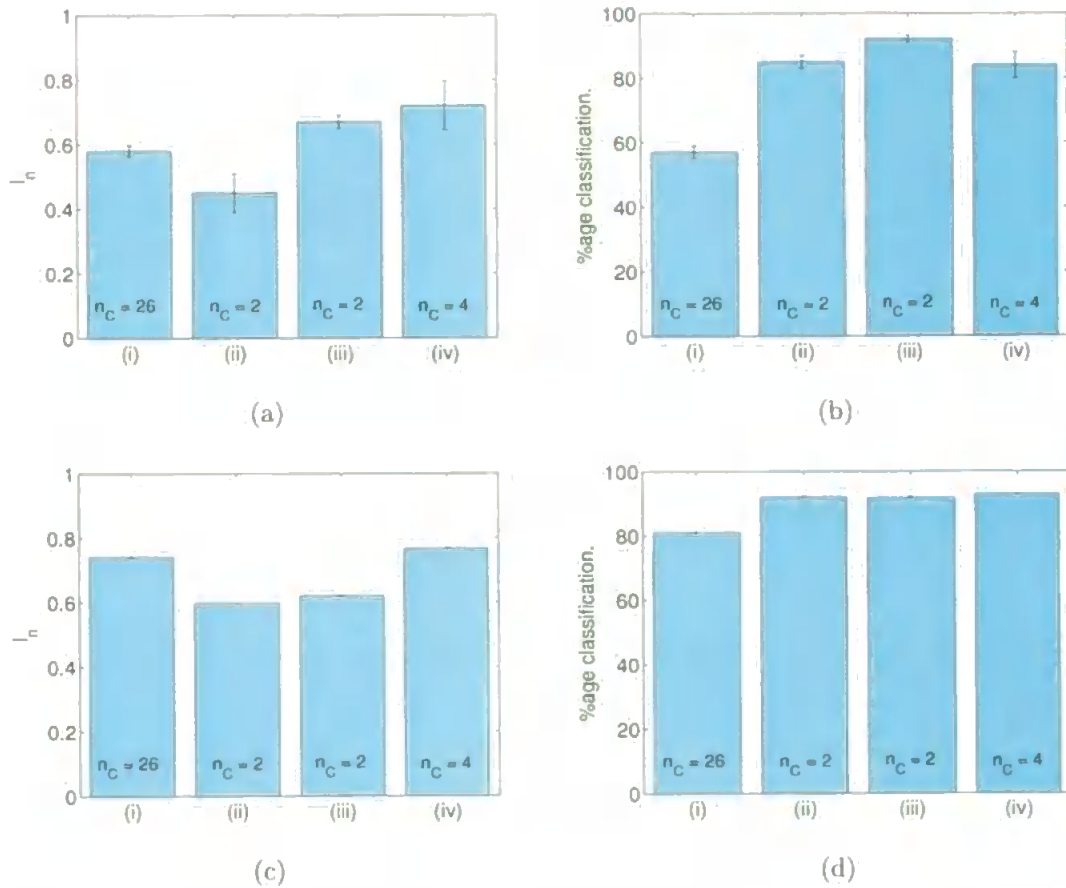 1
0.8
0.6
0.4
0.2
0
I_n
n_C = 26
n_C = 2
n_C = 2
n_C = 4
(i)
(ii)
(iii)
(iv)
(a)
100
80
60
40
20
0
%age classification.
n_C = 26
n_C = 2
n_C = 2
n_C = 4
(i)
(ii)
(iii)
(iv)
(b)
1
0.8
0.6
0.4
0.2
0
I_n
n_C = 26
n_C = 2
n_C = 2
n_C = 4
(i)
(ii)
(iii)
(iv)
(c)
100
80
60
40
20
0
%age classification.
n_C = 26
n_C = 2
n_C = 2
n_C = 4
(i)
(ii)
(iii)
(iv)
(d)